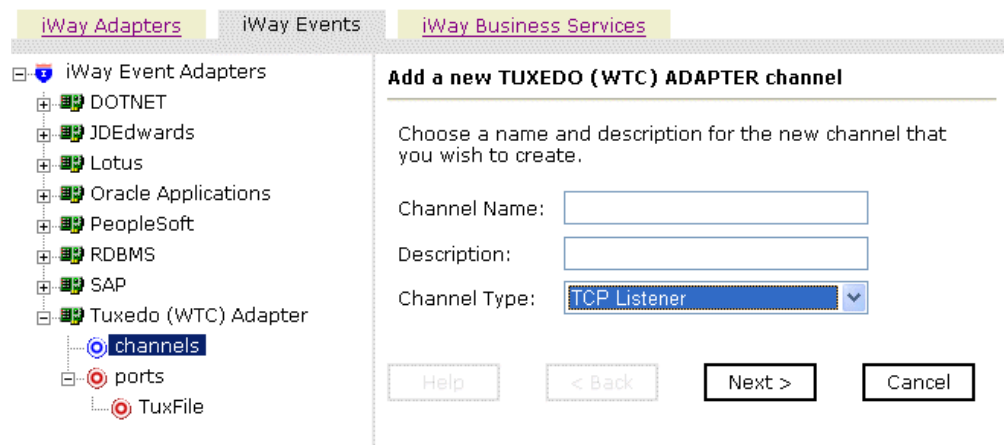 iWay Adapters
iWay Events
iWay Business Services
iWay Event Adapters
DOTNET
JDEdwards
Lotus
Oracle Applications
PeopleSoft
RDBMS
SAP
Tuxedo (WTC) Adapter
channels
ports
TuxFile
Add a new TUXEDO (WTC) ADAPTER channel
Choose a name and description for the new channel that
you wish to create.
Channel Name:
Description:
Channel Type:
TCP Listener
Help
< Back
Next >
Cancel